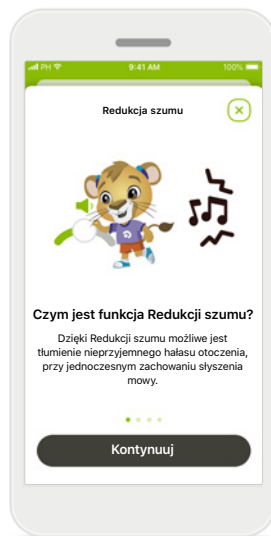 PH 9:41 AM 100%
Redukcja szumu
Czym jest funkcja Redukcji szumu?
Dzięki Redukcji szumu możliwe jest
tłumienie nieprzyjemnego hałasu otoczenia,
przy jednoczesnym zachowaniu słyszenia
mowy.
Kontynuuj